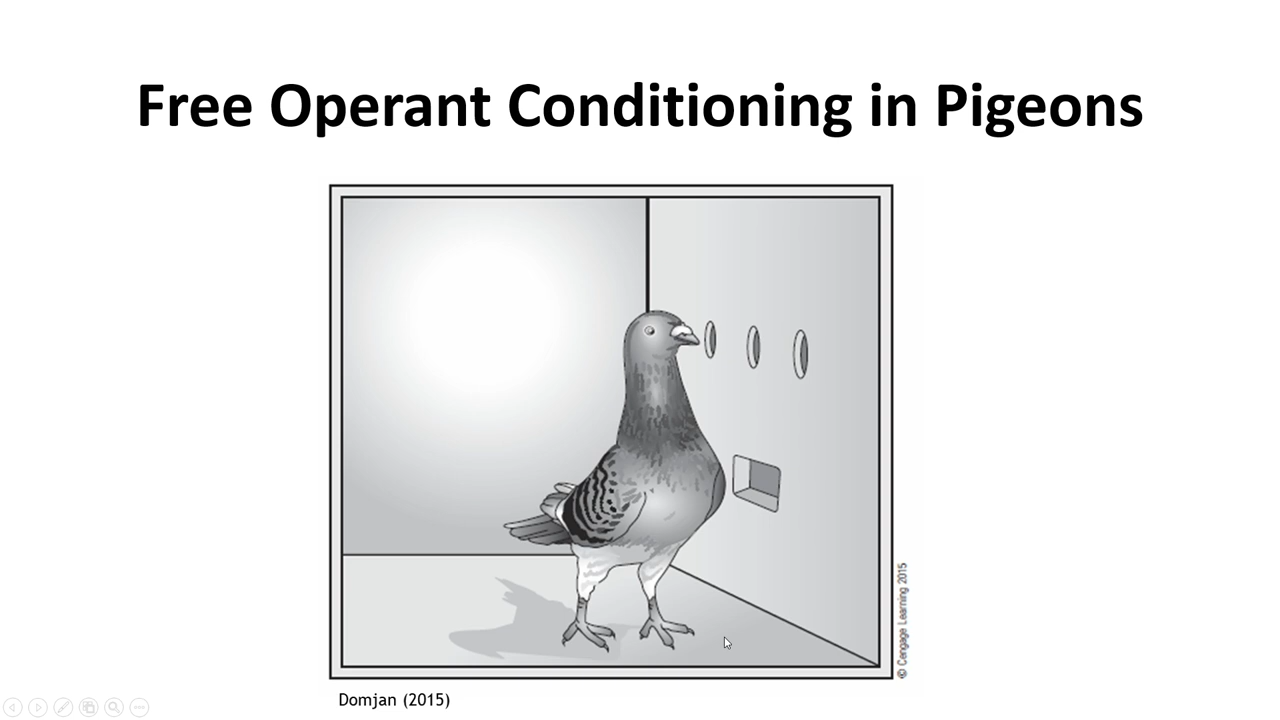 Free Operant Conditioning in Pigeons
© Cengage Learning 2015
Domjan (2015)